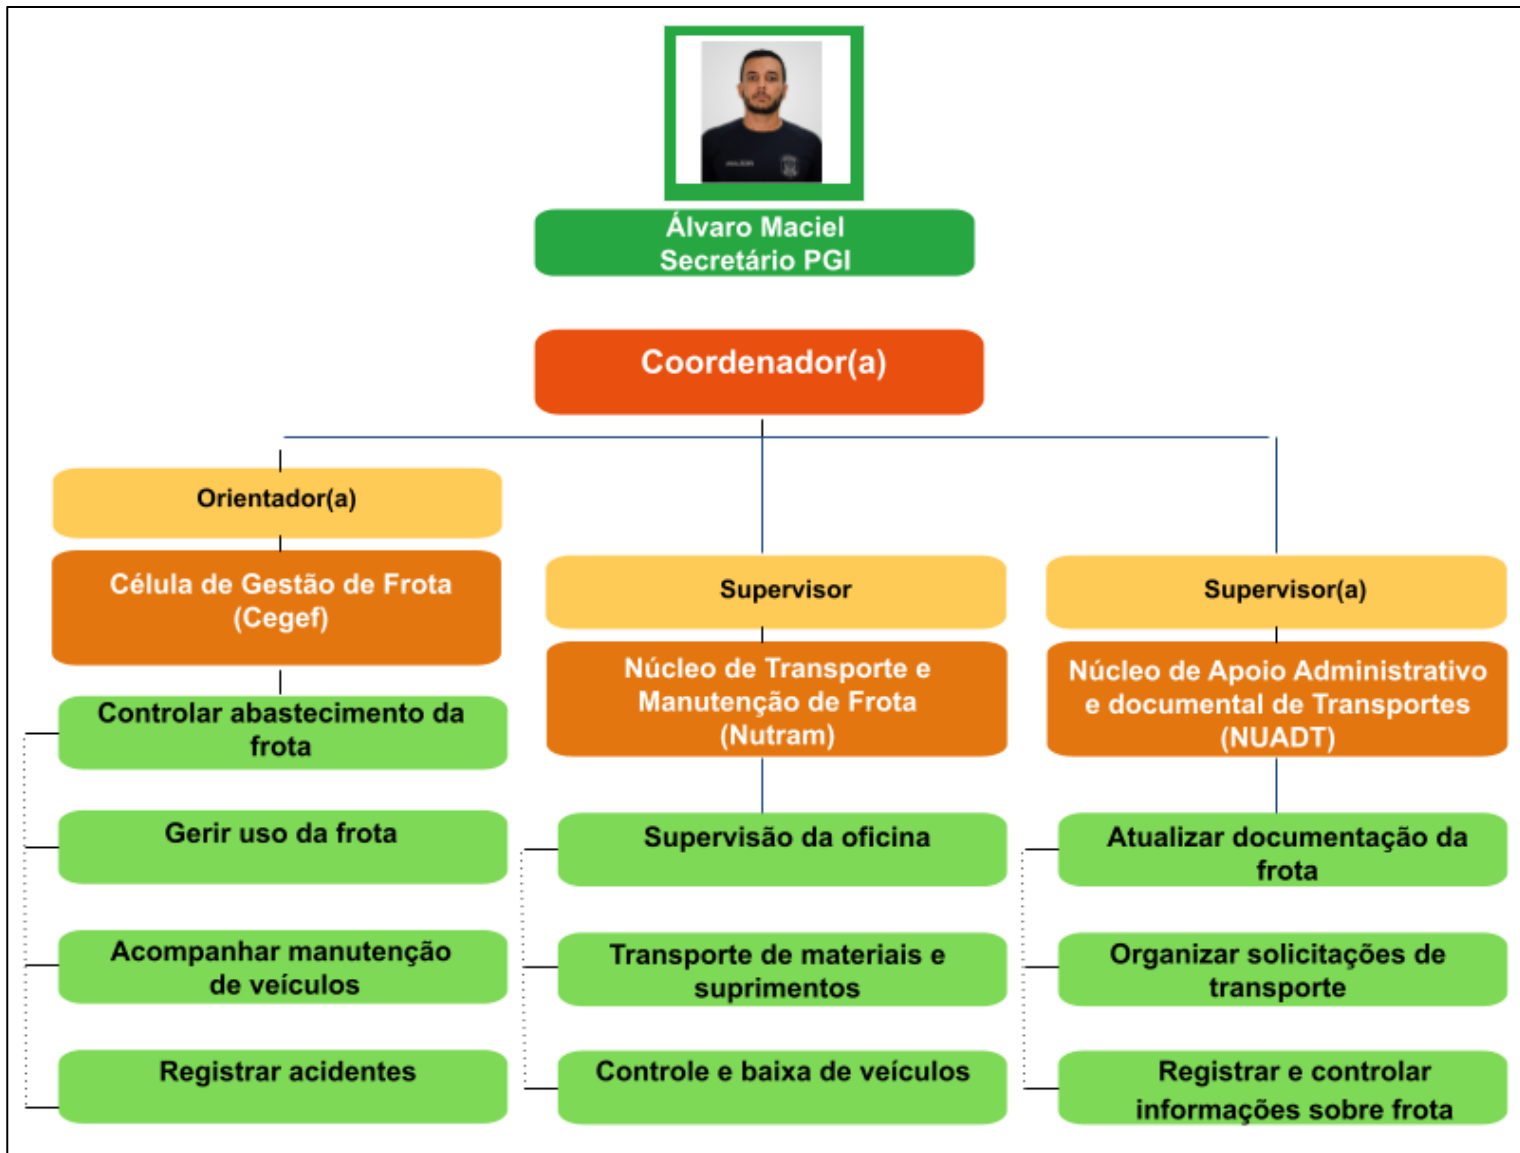 Álvaro Maciel
Secretário PGI
Coordenador(a)
Orientador(a)
Célula de Gestão de Frota
(Cegef)
Controlar abastecimento da
frota
Gerir uso da frota
Acompanhar manutenção
de veículos
Registrar acidentes
Supervisor
Núcleo de Transporte e
Manutenção de Frota
(Nutram)
Supervisão da oficina
Transporte de materiais e
suprimentos
Controle e baixa de veículos
Supervisor(a)
Núcleo de Apoio Administrativo
e documental de Transportes
(NUADT)
Atualizar documentação da
frota
Organizar solicitações de
transporte
Registrar e controlar
informações sobre frota